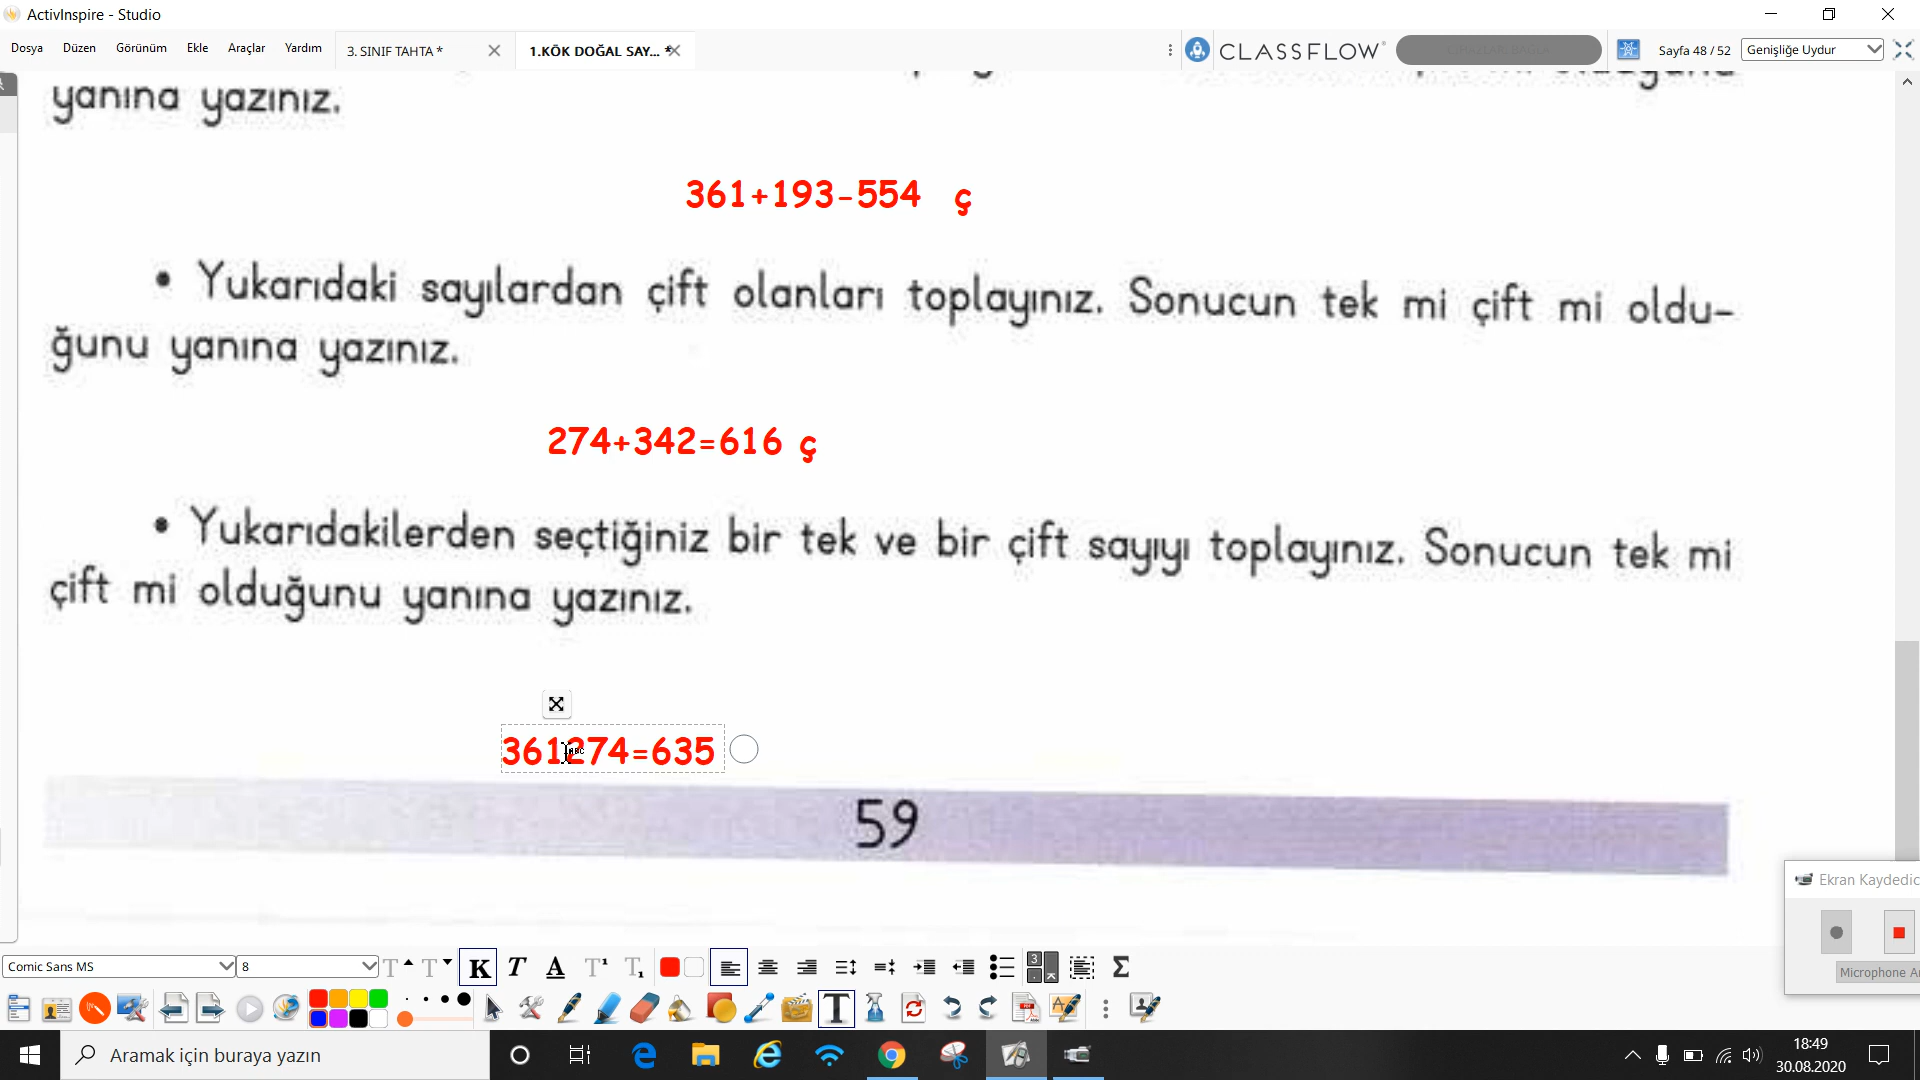 ActivInspire - Studio
Dosya Düzen Görünüm Ekle Araçlar Yardım 3. SINIF TAHTA * 1.KÖK DOĞAL SAY... * CLASSFLOW Sayfa 48 / 52 Genişliğe Uydur
yanına yazınız.
361+193-554 ç
• Yukarıdaki sayılardan çift olanları toplayınız. Sonucun tek mi çift mi oldu-
ğunu yanına yazınız.
274+342=616 ç
• Yukarıdakilerden seçtiğiniz bir tek ve bir çift sayıyı toplayınız. Sonucun tek mi
çift mi olduğunu yanına yazınız.
361274=635
59
Ekran Kaydedic
Microphone A
Comic Sans MS 8
Aramak için buraya yazın
18:49
30.08.2020